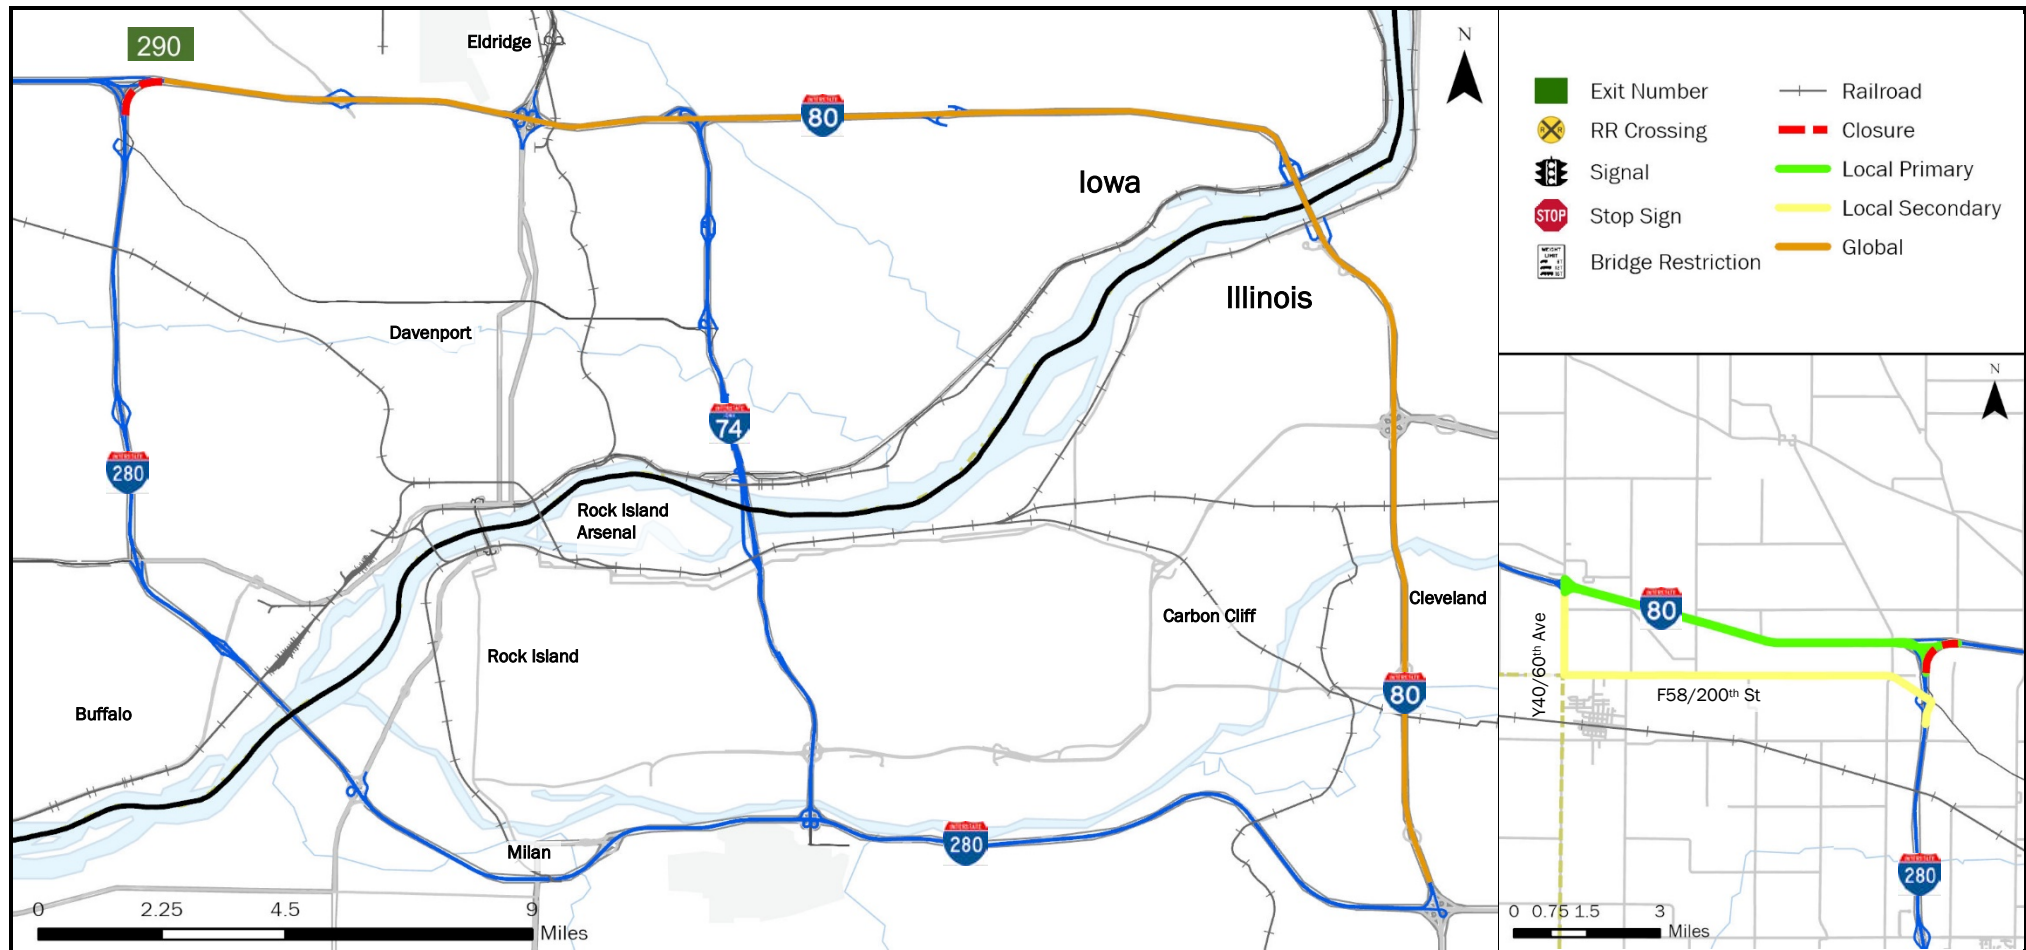 290
Eldridge
N
80
Iowa
Illinois
Davenport
74
280
Rock Island
Arsenal
Cleveland
Carbon Cliff
Rock Island
80
Buffalo
280
Milan
0 2.25 4.5 9
Miles
Exit Number
RR Crossing
Signal
STOP
Stop Sign
WEIGHT
LIMIT
Bridge Restriction
Railroad
Closure
Local Primary
Local Secondary
Global
N
80
Y40/60th Ave
F58/200th St
280
0 0.75 1.5 3
Miles